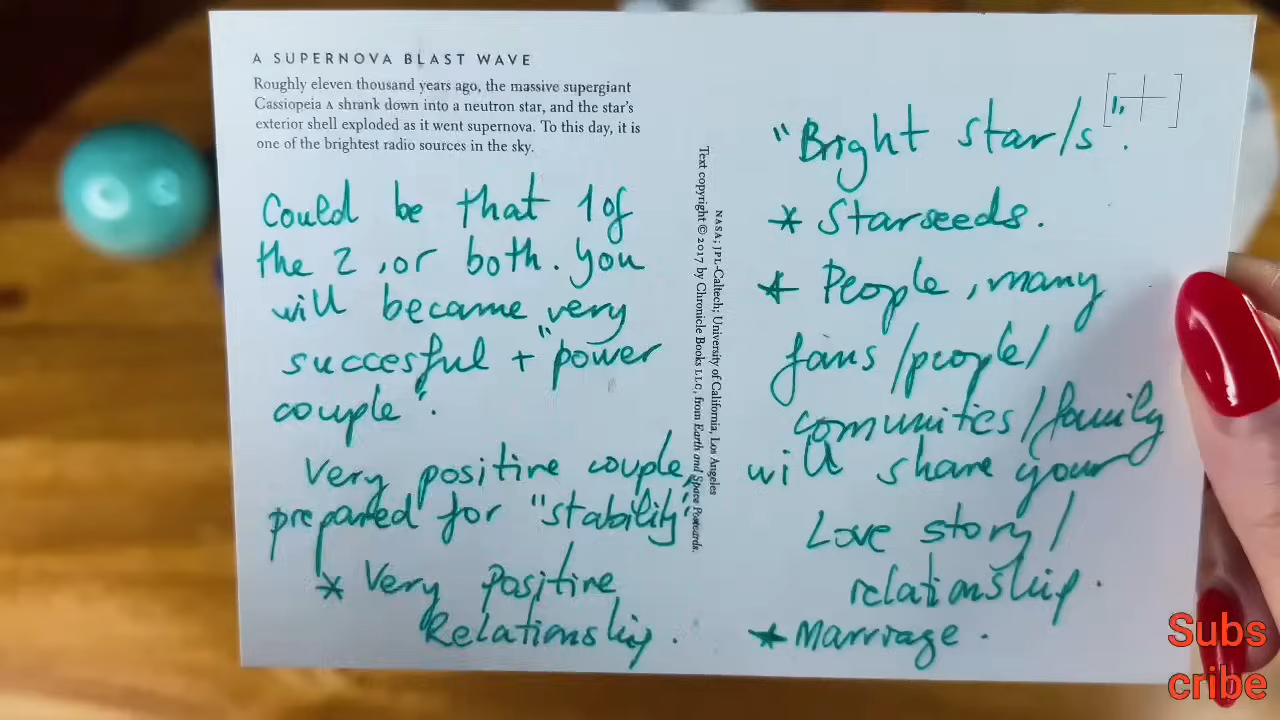 A SUPERNOVA BLAST WAVE
Roughly eleven thousand years ago, the massive supergiant
Cassiopeia A shrank down into a neutron star, and the star's
exterior shell exploded as it went supernova. To this day, it is
one of the brightest radio sources in the sky.
Could be that 1 of
the 2, or both. You
will became very
succesful + "power
couple".
Very positive couple,
prepared for "stability"
* Very Positive
Relationship.
NASA; JPL-Caltech; University of California, Los Angeles
Text copyright © 2017 by Chronicle Books LLC, from Earth and Space Postcards.
"Bright star/s".
* Starseeds.
* People, many
fans/people/
comunities/family
will share your
Love story/
relationship.
* Marriage.
Subs
cribe